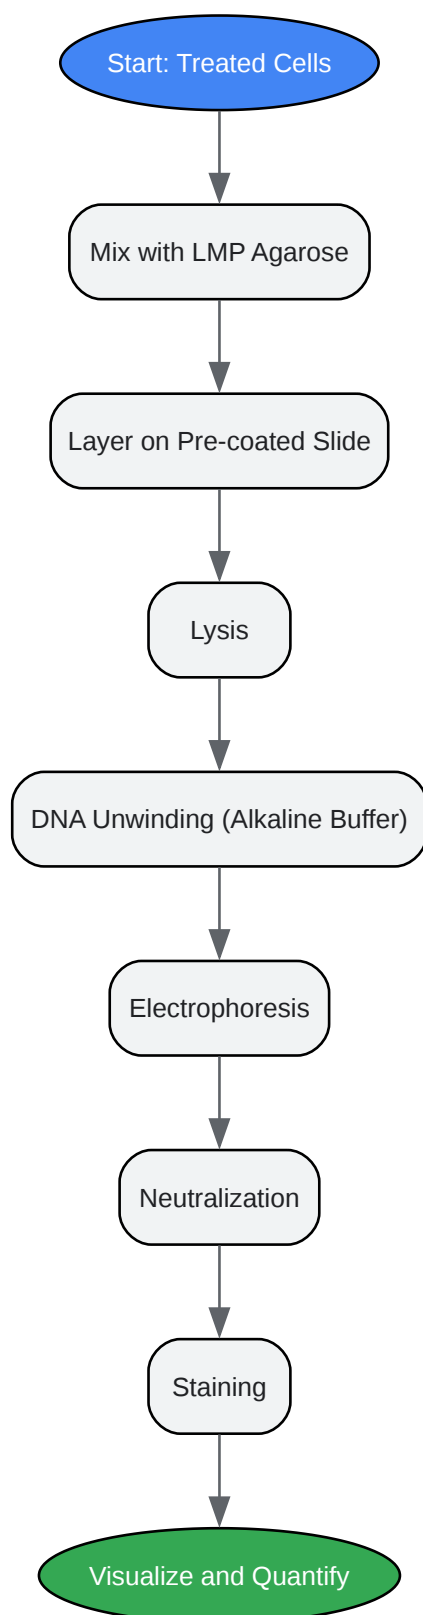 Start: Treated Cells
Mix with LMP Agarose
Layer on Pre-coated Slide
Lysis
DNA Unwinding (Alkaline Buffer)
Electrophoresis
Neutralization
Staining
Visualize and Quantify